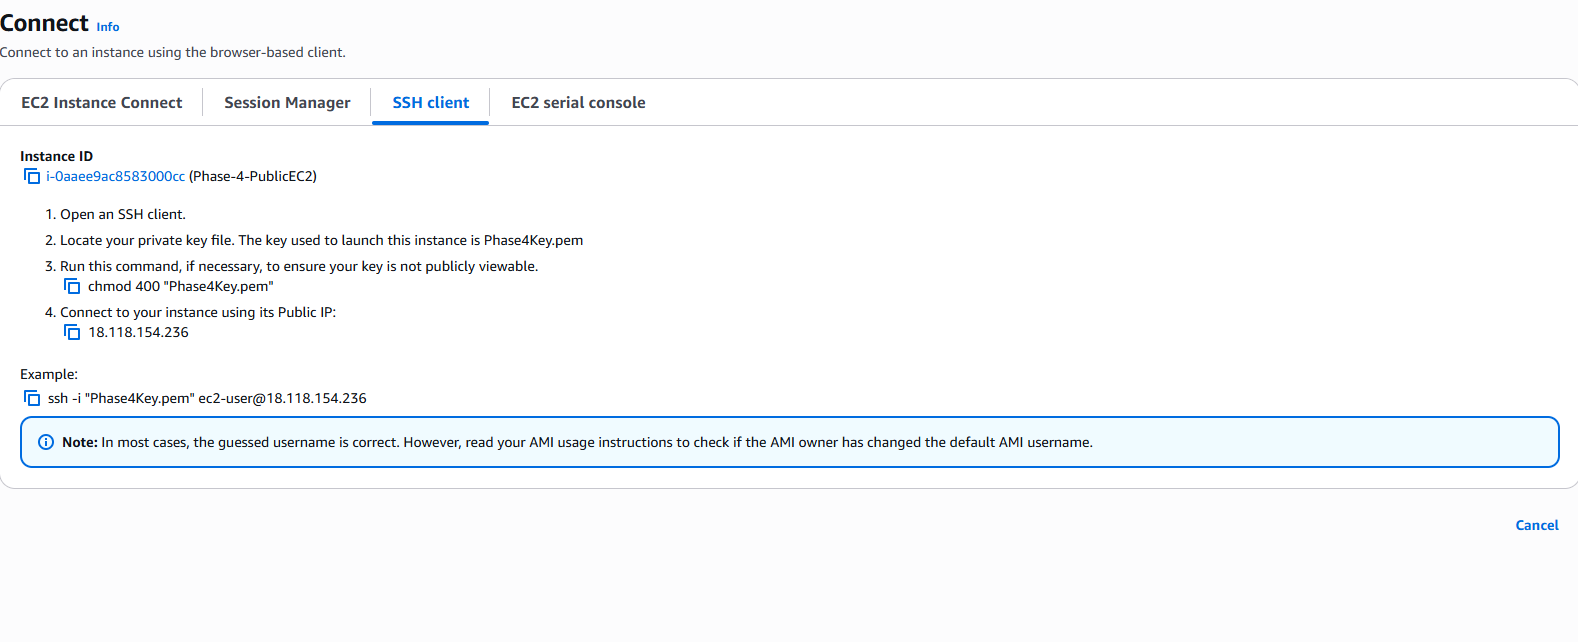 Connect Info
Connect to an instance using the browser-based client.
EC2 Instance Connect Session Manager SSH client EC2 serial console
Instance ID
i-0aaee9ac8583000cc (Phase-4-PublicEC2)
1. Open an SSH client.
2. Locate your private key file. The key used to launch this instance is Phase4Key.pem
3. Run this command, if necessary, to ensure your key is not publicly viewable.
chmod 400 "Phase4Key.pem"
4. Connect to your instance using its Public IP:
18.118.154.236
Example:
ssh -i "Phase4Key.pem" ec2-user@18.118.154.236
Note: In most cases, the guessed username is correct. However, read your AMI usage instructions to check if the AMI owner has changed the default AMI username.
Cancel